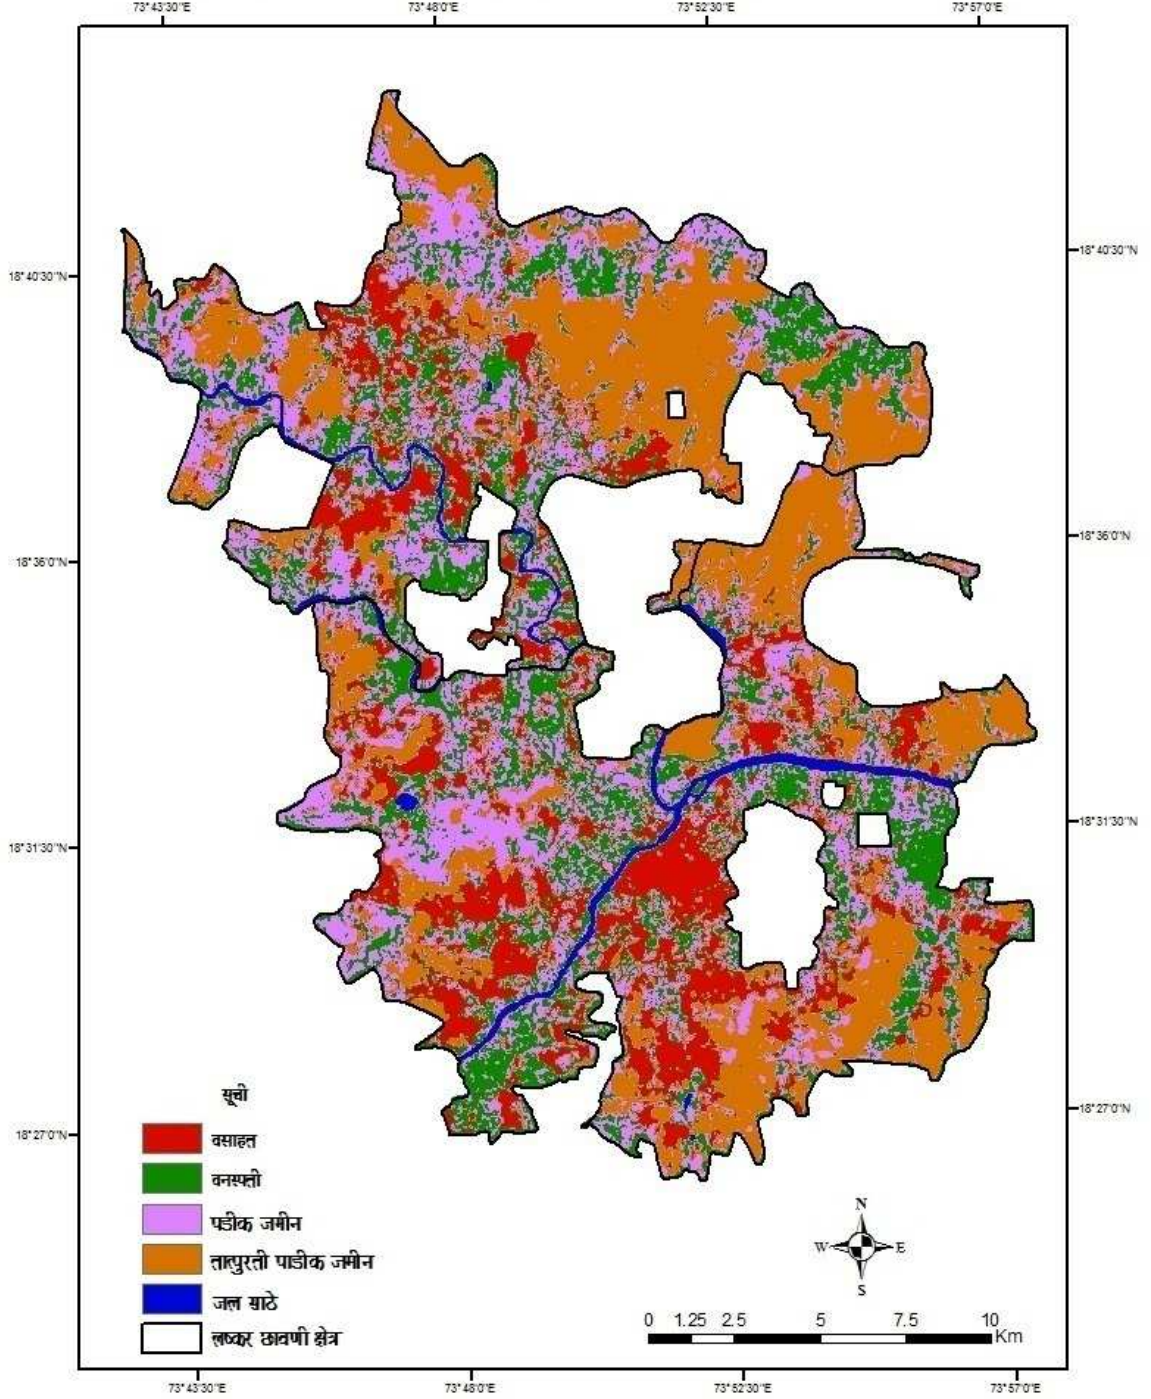 73°43'30"E 73°48'0"E 73°52'30"E 73°57'0"E
18°40'30"N 18°40'30"N
18°36'0"N 18°36'0"N
18°31'30"N 18°31'30"N
18°27'0"N 18°27'0"N
सूची
वसाहत
वनस्पती
पडीक जमीन
तात्पुरती पाडीक जमीन
जल साठे
लष्कर छावणी क्षेत्र
N
W E
S
0 1.25 2.5 5 7.5 10
Km
73°43'30"E 73°48'0"E 73°52'30"E 73°57'0"E